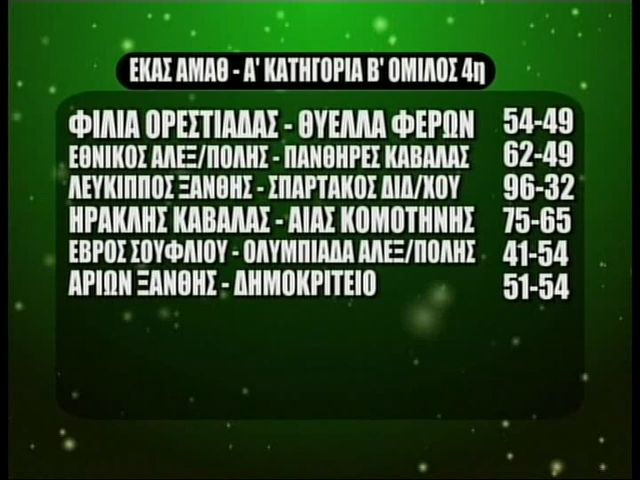 ΕΚΑΣ ΑΜΑΘ - Α' ΚΑΤΗΓΟΡΙΑ Β' ΟΜΙΛΟΣ 4η
ΦΙΛΙΑ ΟΡΕΣΤΙΑΔΑΣ - ΘΥΕΛΛΑ ΦΕΡΩΝ 54-49
ΕΘΝΙΚΟΣ ΑΛΕΞ/ΠΟΛΗΣ - ΠΑΝΘΗΡΕΣ ΚΑΒΑΛΑΣ 62-49
ΛΕΥΚΙΠΠΟΣ ΞΑΝΘΗΣ - ΣΠΑΡΤΑΚΟΣ ΔΙΔ/ΧΟΥ 96-32
ΗΡΑΚΛΗΣ ΚΑΒΑΛΑΣ - ΑΙΑΣ ΚΟΜΟΤΗΝΗΣ 75-65
ΕΒΡΟΣ ΣΟΥΦΛΙΟΥ - ΟΛΥΜΠΙΑΔΑ ΑΛΕΞ/ΠΟΛΗΣ 41-54
ΑΡΙΩΝ ΞΑΝΘΗΣ - ΔΗΜΟΚΡΙΤΕΙΟ 51-54